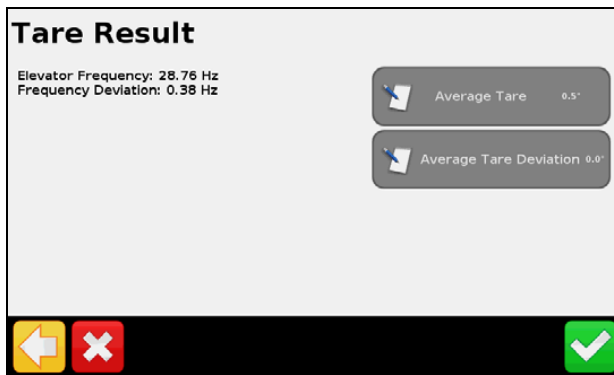 Tare Result
Elevator Frequency: 28.76 Hz
Frequency Deviation: 0.38 Hz
Average Tare 0.5"
Average Tare Deviation 0.0"